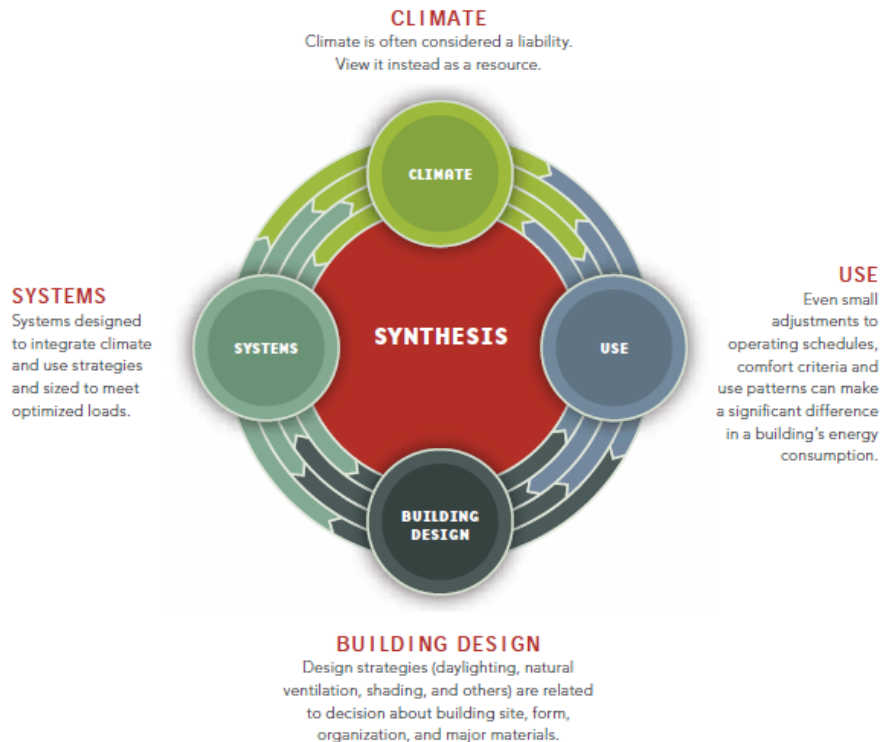 CLIMATE
Climate is often considered a liability.
View it instead as a resource.
CLIMATE
SYSTEMS
Systems designed
to integrate climate
and use strategies
and sized to meet
optimized loads.
SYSTEMS
SYNTHESIS
USE
USE
Even small
adjustments to
operating schedules,
comfort criteria and
use patterns can make
a significant difference
in a building's energy
consumption.
BUILDING
DESIGN
BUILDING DESIGN
Design strategies (daylighting, natural
ventilation, shading, and others) are related
to decision about building site, form,
organization, and major materials.